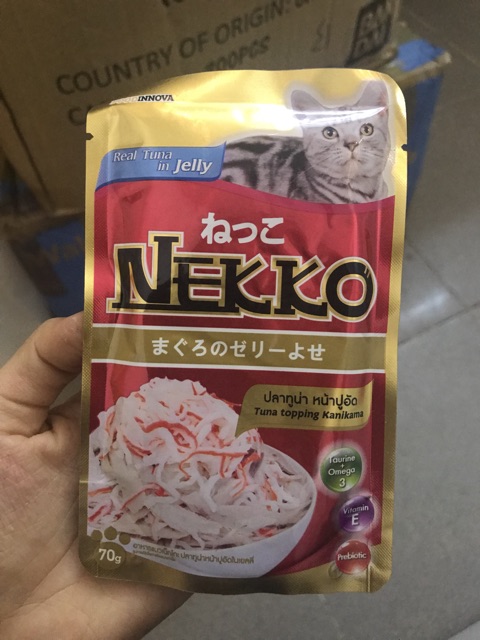 COUNTRY OF ORIGIN:
INNOVA
Real Tuna
in Jelly
ねっこ
NEKKO
まぐろのゼリーよせ
ปลาทูน่า หน้าปูอัด
Tuna topping Kanikama
Taurine
+
Omega
3
Vitamin
E
Prebiotic
70g